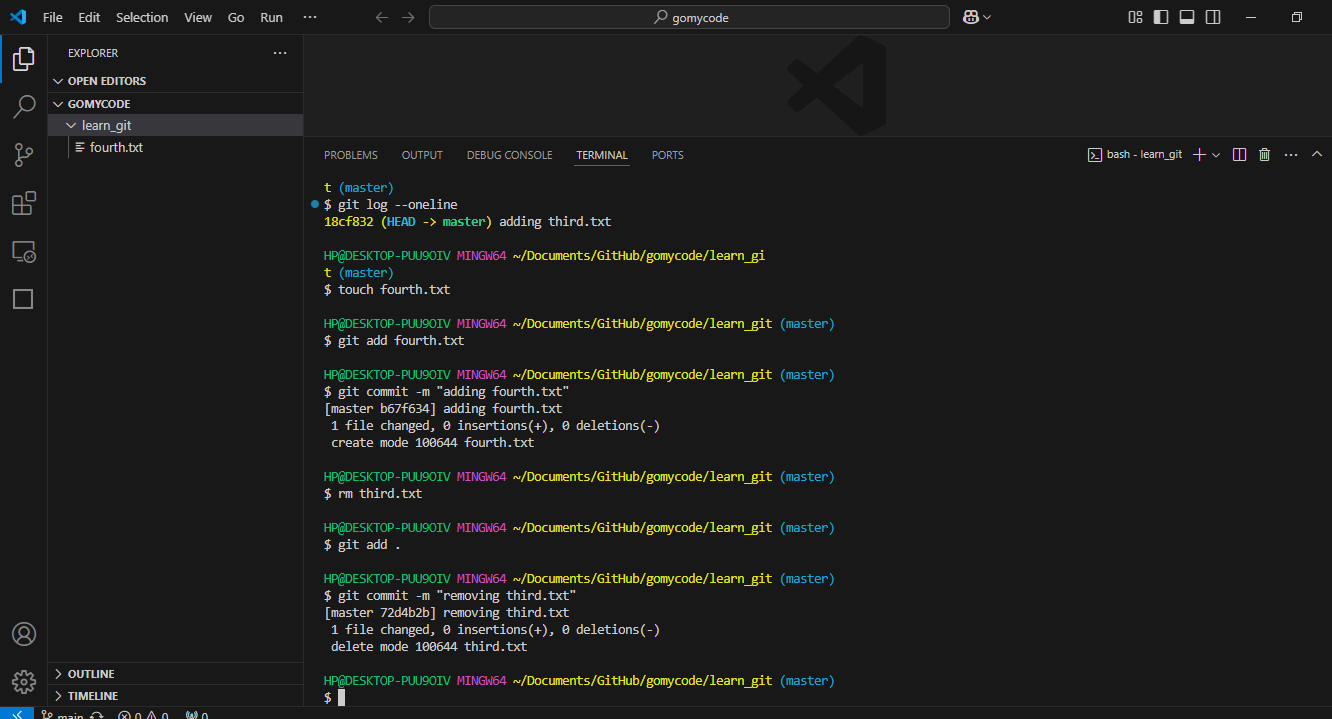 File Edit Selection View Go Run ···
gomycode
EXPLORER ···
OPEN EDITORS
GOMYCODE
learn_git
fourth.txt
OUTLINE
TIMELINE
PROBLEMS OUTPUT DEBUG CONSOLE TERMINAL PORTS
bash - learn_git
t (master)
$ git log --oneline
18cf832 (HEAD -> master) adding third.txt
HP@DESKTOP-PUU9OIV MINGW64 ~/Documents/GitHub/gomycode/learn_gi
t (master)
$ touch fourth.txt
HP@DESKTOP-PUU9OIV MINGW64 ~/Documents/GitHub/gomycode/learn_git (master)
$ git add fourth.txt
HP@DESKTOP-PUU9OIV MINGW64 ~/Documents/GitHub/gomycode/learn_git (master)
$ git commit -m "adding fourth.txt"
[master b67f634] adding fourth.txt
1 file changed, 0 insertions(+), 0 deletions(-)
create mode 100644 fourth.txt
HP@DESKTOP-PUU9OIV MINGW64 ~/Documents/GitHub/gomycode/learn_git (master)
$ rm third.txt
HP@DESKTOP-PUU9OIV MINGW64 ~/Documents/GitHub/gomycode/learn_git (master)
$ git add .
HP@DESKTOP-PUU9OIV MINGW64 ~/Documents/GitHub/gomycode/learn_git (master)
$ git commit -m "removing third.txt"
[master 72d4b2b] removing third.txt
1 file changed, 0 insertions(+), 0 deletions(-)
delete mode 100644 third.txt
HP@DESKTOP-PUU9OIV MINGW64 ~/Documents/GitHub/gomycode/learn_git (master)
$
main 0 0 0